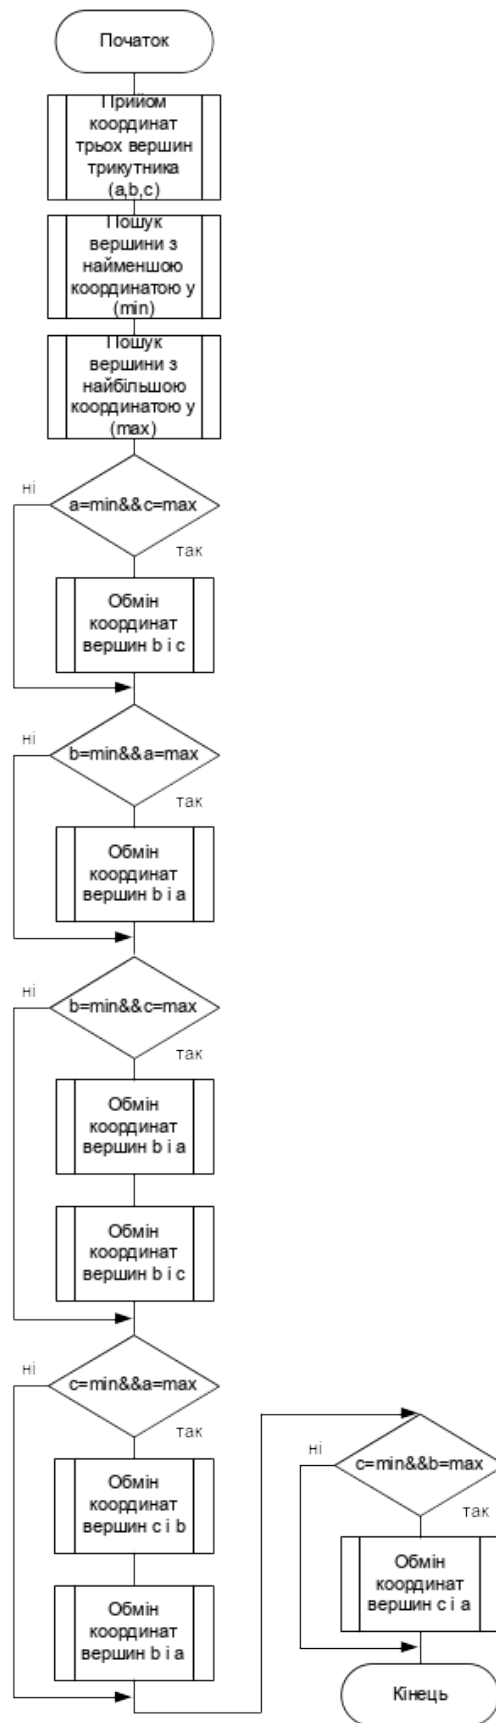 Початок
Прийом
координат
трьох вершин
трикутника
(a,b,c)
Пошук
вершини з
найменшою
координатою y
(min)
Пошук
вершини з
найбільшою
координатою y
(max)
ні
a=min&&c=max
так
Обмін
координат
вершин b і c
ні
b=min&&a=max
так
Обмін
координат
вершин b і a
ні
b=min&&c=max
так
Обмін
координат
вершин b і a
Обмін
координат
вершин b і c
ні
c=min&&a=max
так
Обмін
координат
вершин c і b
Обмін
координат
вершин b і a
ні
c=min&&b=max
так
Обмін
координат
вершин c і a
Кінець